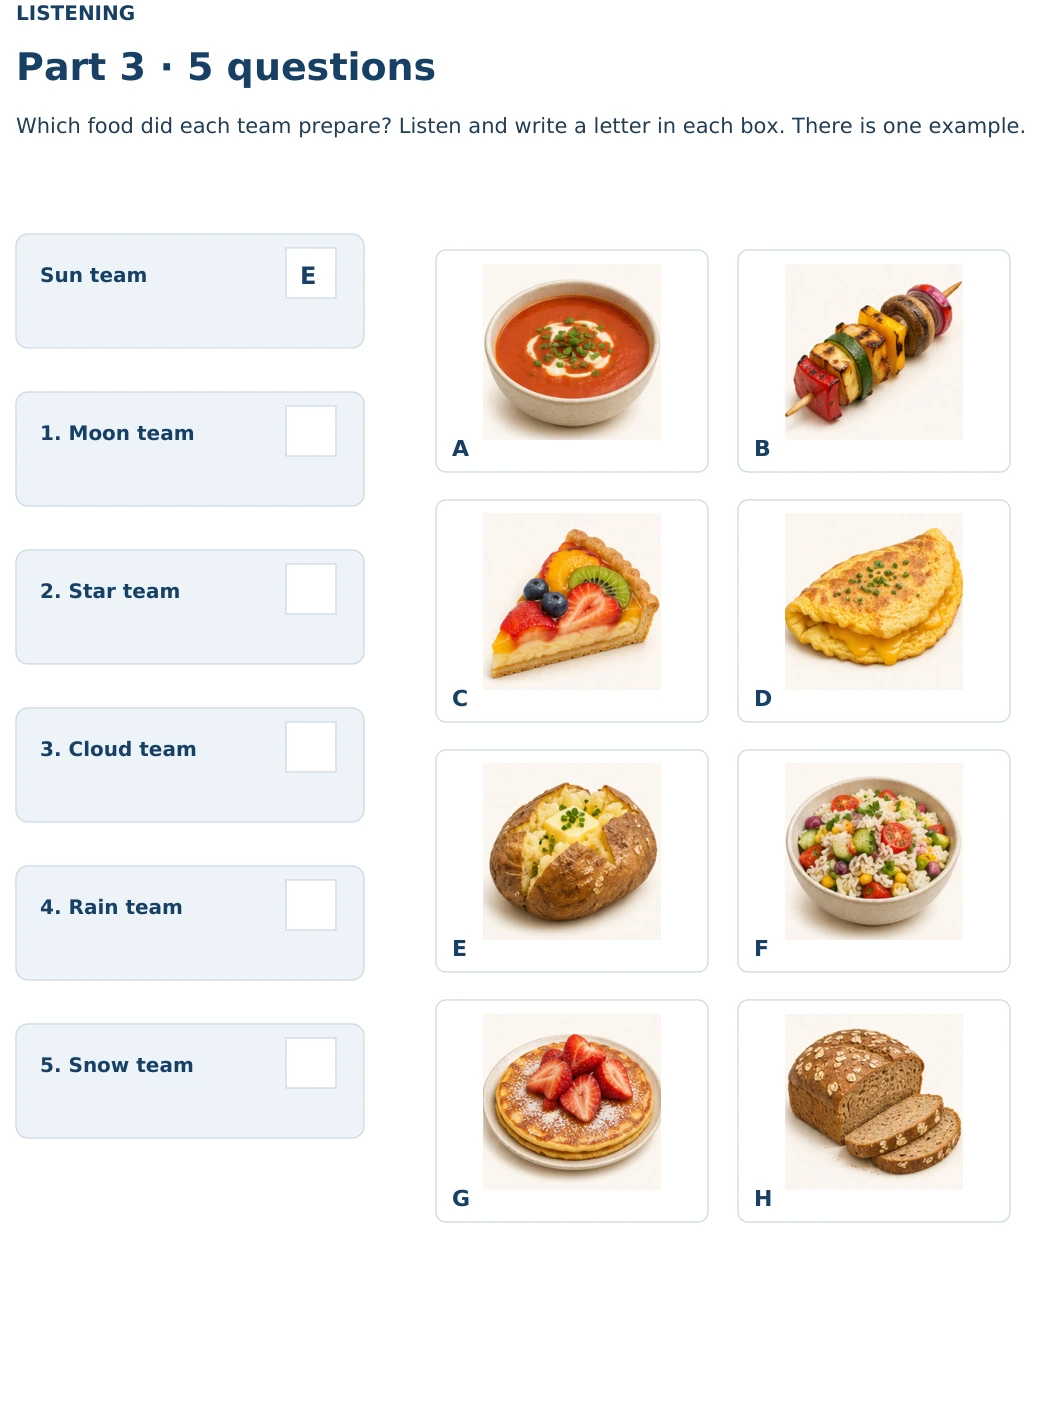 LISTENING
Part 3 · 5 questions
Which food did each team prepare? Listen and write a letter in each box. There is one example.
Sun team
E
1. Moon team
2. Star team
3. Cloud team
4. Rain team
5. Snow team
A
B
C
D
E
F
G
H